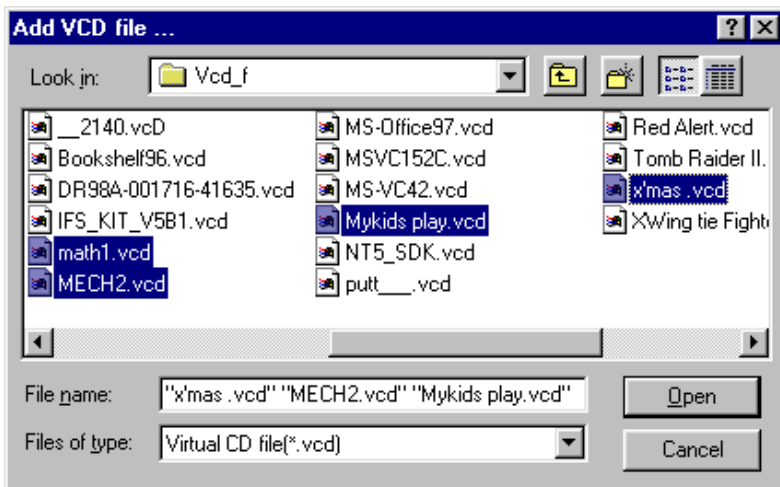 Add VCD file ...
Look in:
Vcd_f
__2140.vcD
Bookshelf96.vcd
DR98A-001716-41635.vcd
IFS_KIT_V5B1.vcd
math1.vcd
MECH2.vcd
MS-Office97.vcd
MSVC152C.vcd
MS-VC42.vcd
Mykids play.vcd
NT5_SDK.vcd
putt___.vcd
Red Alert.vcd
Tomb Raider II.
x'mas .vcd
XWing tie Fight
File name:
"x'mas .vcd" "MECH2.vcd" "Mykids play.vcd"
Open
Files of type:
Virtual CD file(*.vcd)
Cancel